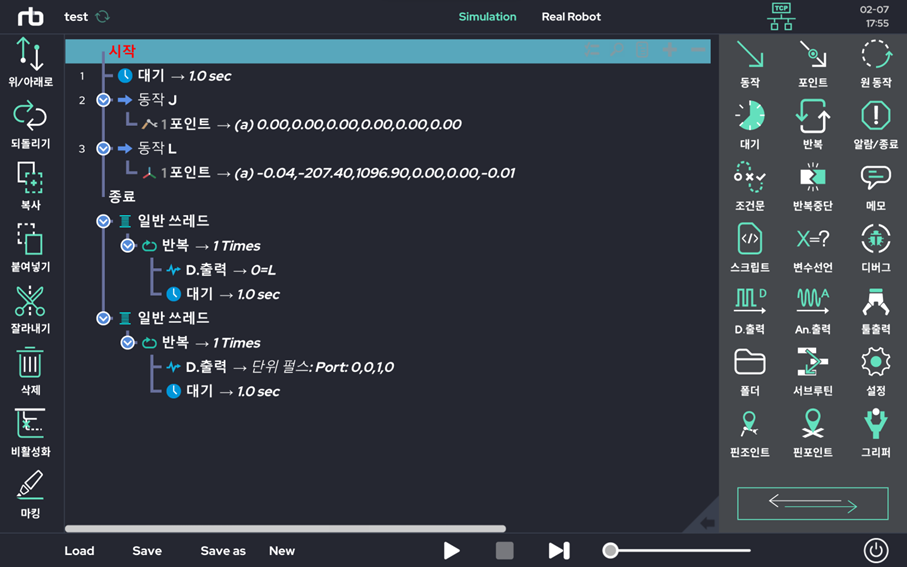 rb
test
Simulation
Real Robot
TCP
02-07
17:55
위/아래로
되돌리기
복사
붙여넣기
잘라내기
삭제
비활성화
마킹
시작
1 대기 → 1.0 sec
2 동작 J
1 포인트 → (a) 0.00,0.00,0.00,0.00,0.00,0.00
3 동작 L
1 포인트 → (a) -0.04,-207.40,1096.90,0.00,0.00,-0.01
종료
일반 쓰레드
반복 → 1 Times
D.출력 → 0=L
대기 → 1.0 sec
일반 쓰레드
반복 → 1 Times
D.출력 → 단위 펄스: Port: 0,0,1,0
대기 → 1.0 sec
동작 포인트 원 동작
대기 반복 알람/종료
조건문 반복중단 메모
X=?
스크립트 변수선언 디버그
D A
D.출력 An.출력 툴출력
폴더 서브루틴 설정
핀조인트 핀포인트 그리퍼
Load Save Save as New